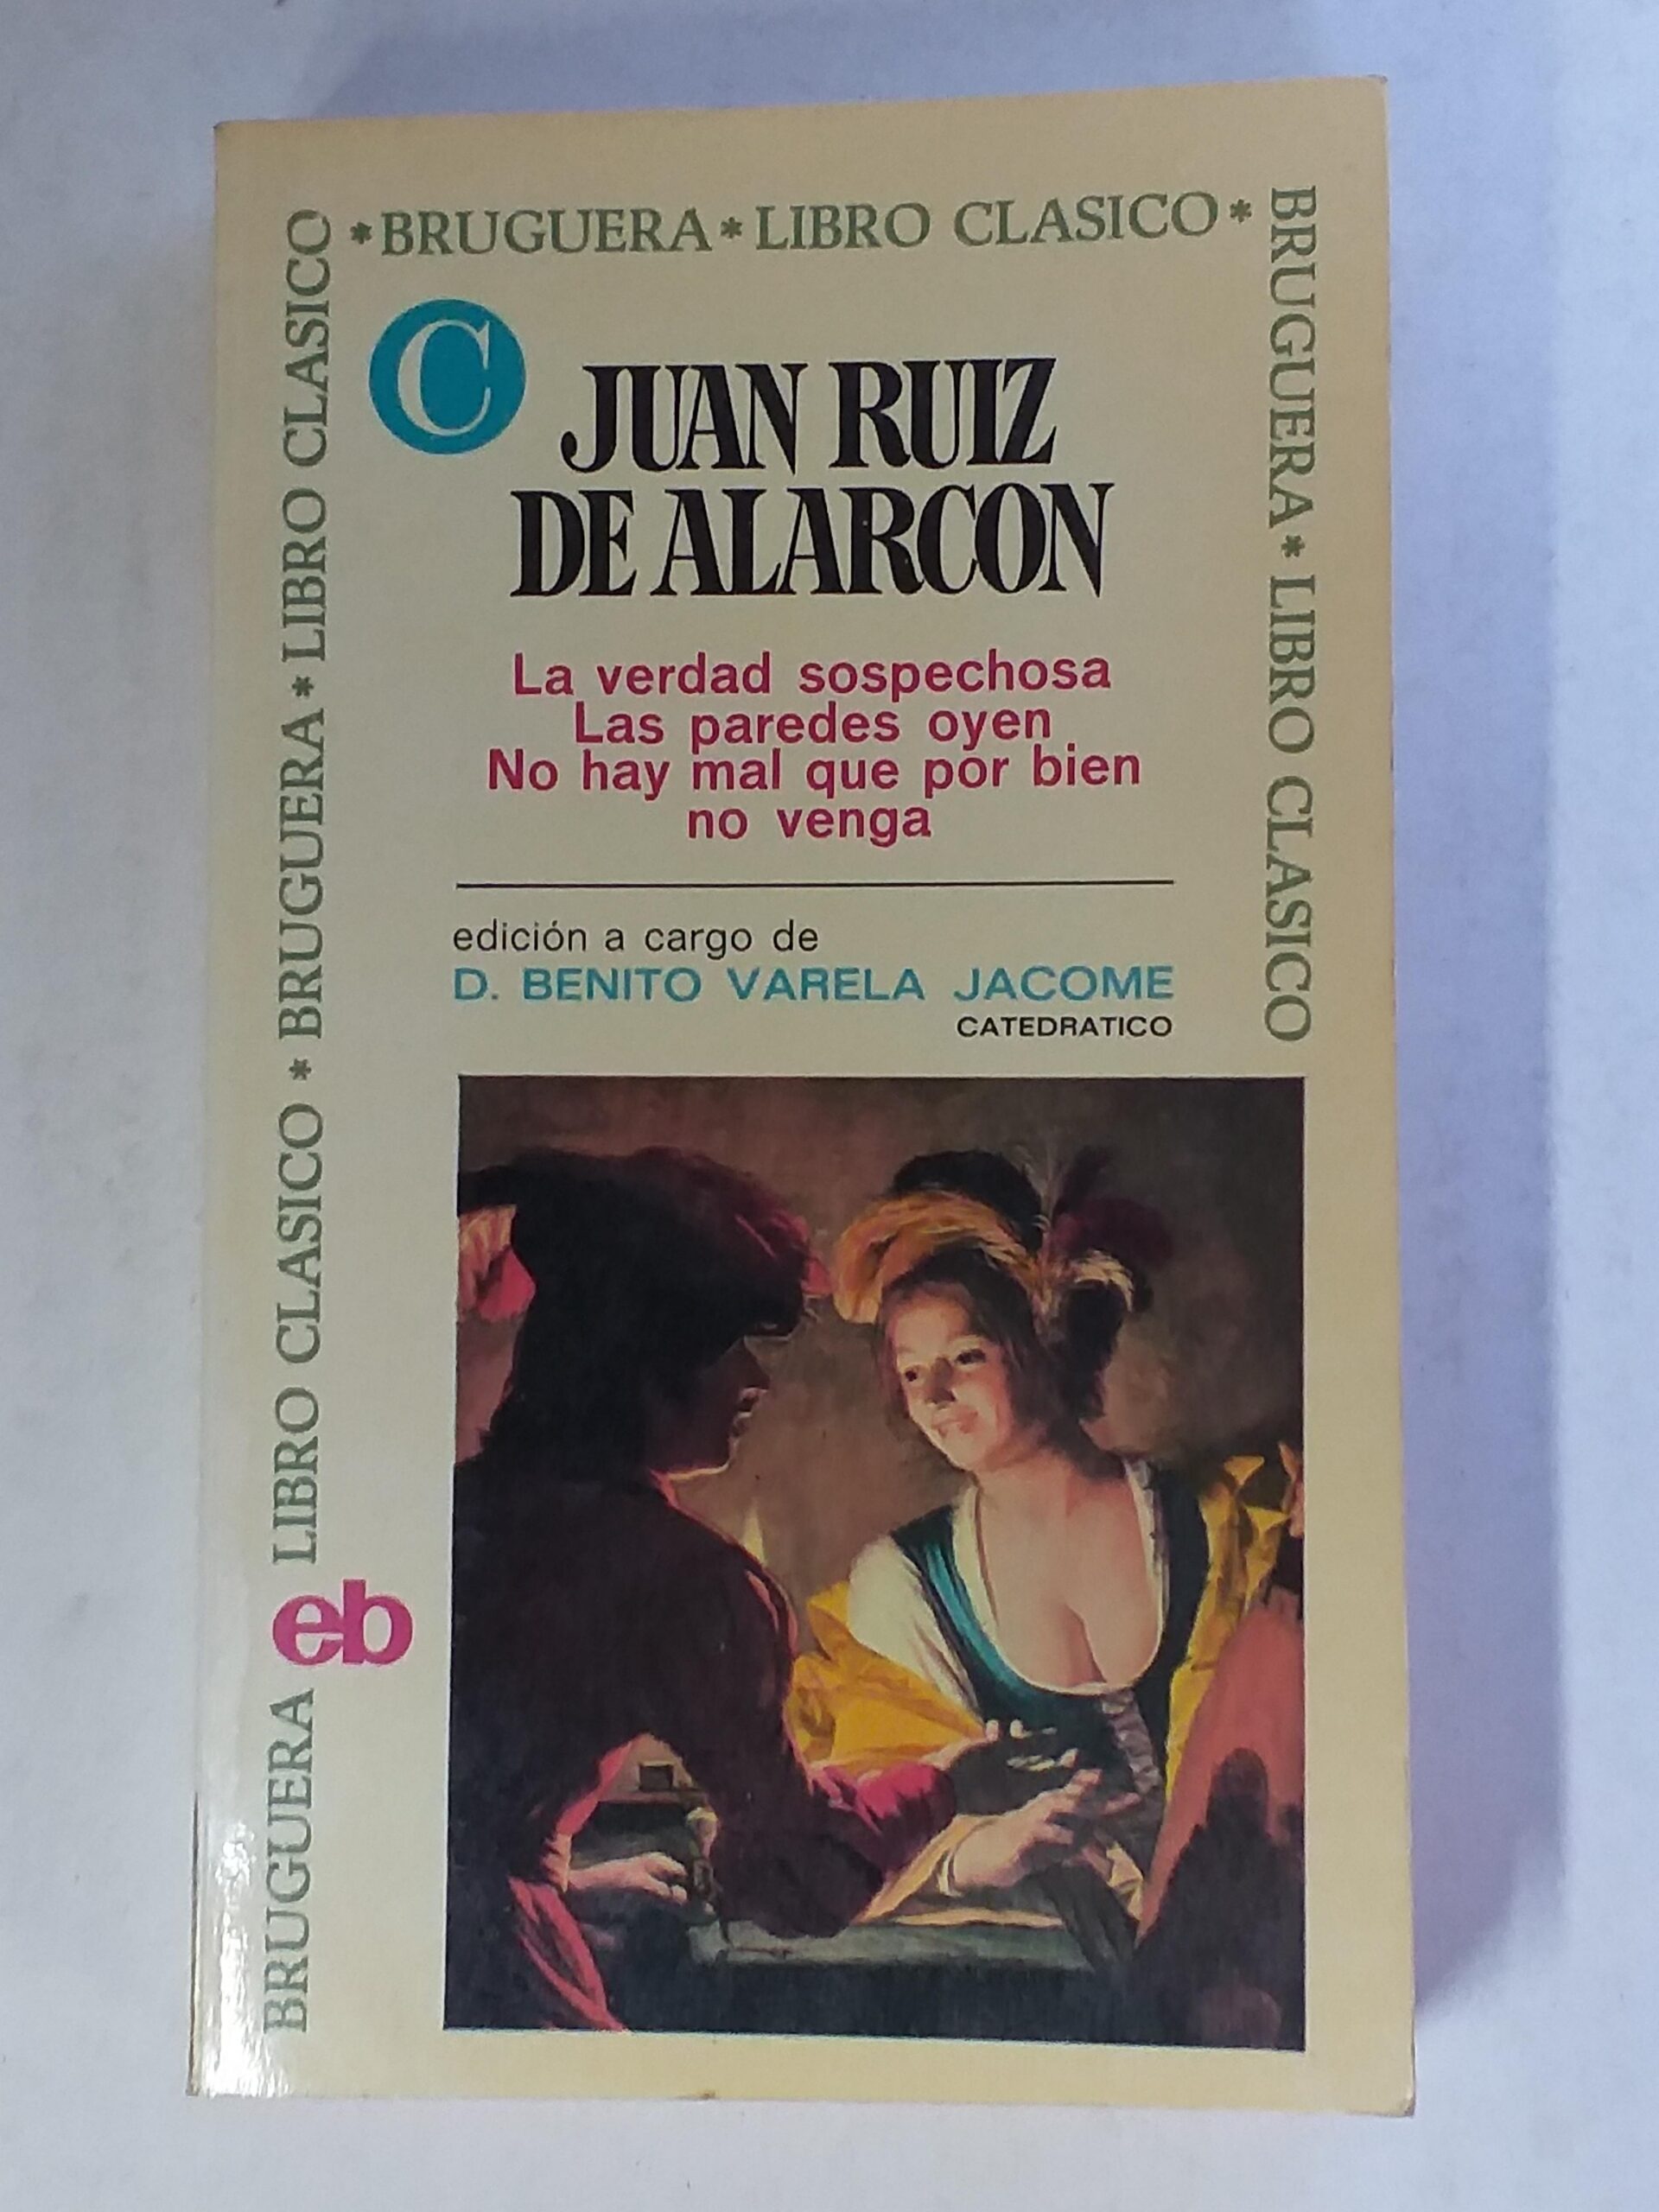 *BRUGUERA*LIBRO CLASICO*
BRUGUERA*LIBRO CLASICO
BRUGUERA LIBRO CLASICO*BRUGUERA*LIBRO CLASICO
C
JUAN RUIZ
DE ALARCON
La verdad sospechosa
Las paredes oyen
No hay mal que por bien
no venga
edición a cargo de
D. BENITO VARELA JACOME
CATEDRATICO
eb